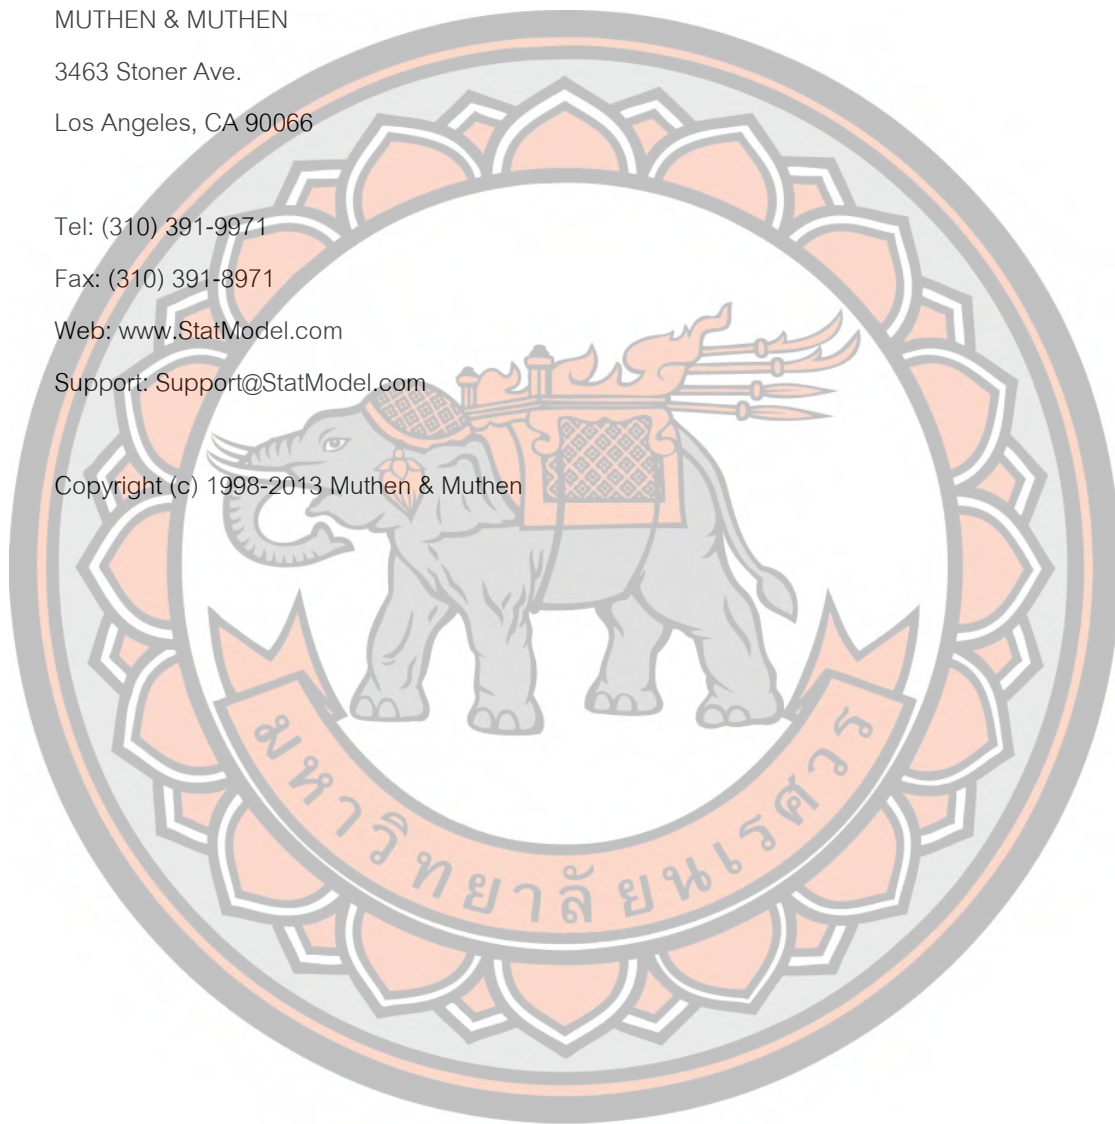 MUTHEN & MUTHEN
3463 Stoner Ave.
Los Angeles, CA 90066
Tel: (310) 391-9971
Fax: (310) 391-8971
Web: www.StatModel.com
Support: Support@StatModel.com
Copyright (c) 1998-2013 Muthen & Muthen
มหาวิทยาลัยนเรศวร